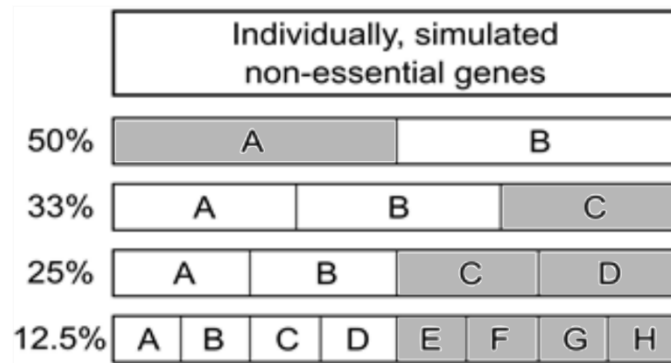 Individually, simulated
non-essential genes
50% A B
33% A B C
25% A B C D
12.5% A B C D E F G H